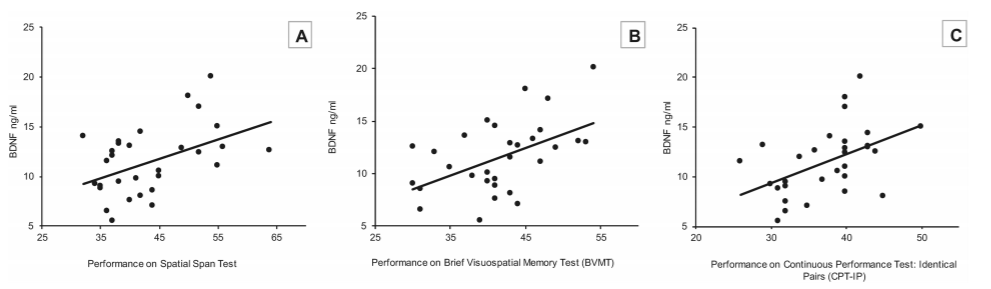 A
BDNF ng/ml
25
20
15
10
5
25 35 45 55 65
Performance on Spatial Span Test
B
BDNF ng/ml
25
20
15
10
5
25 35 45 55
Performance on Brief Visuospatial Memory Test (BVMT)
C
BDNF ng/ml
25
20
15
10
5
20 30 40 50
Performance on Continuous Performance Test: Identical
Pairs (CPT-IP)